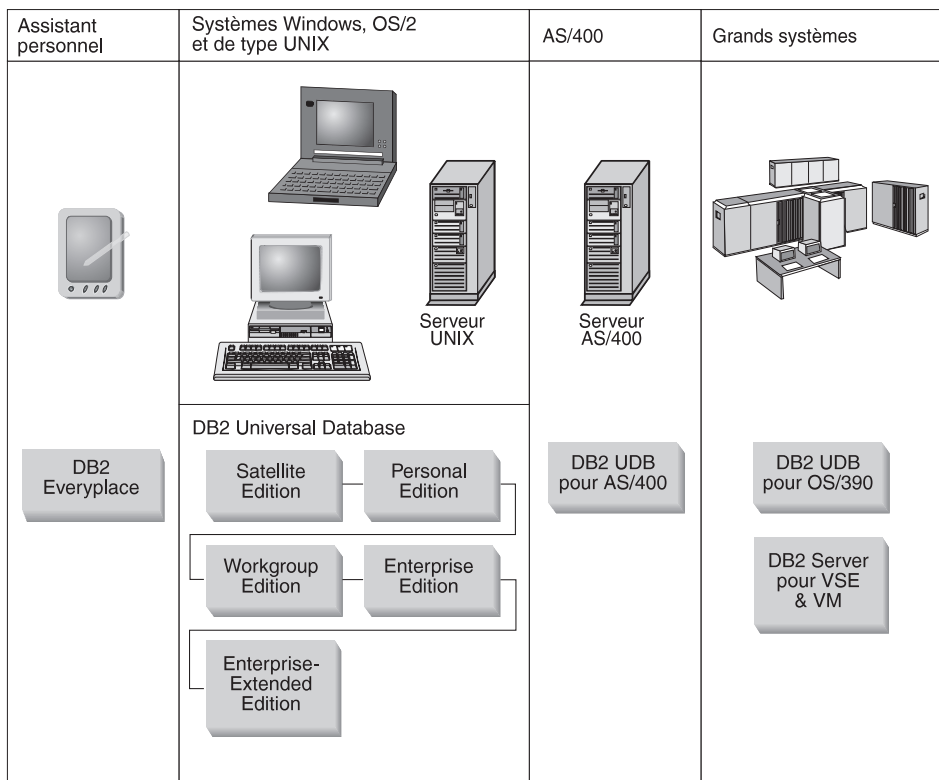 Assistant
personnel
Systèmes Windows, OS/2
et de type UNIX
AS/400
Grands systèmes
Serveur
UNIX
Serveur
AS/400
DB2
Everyplace
DB2 Universal Database
Satellite
Edition
Personal
Edition
Workgroup
Edition
Enterprise
Edition
Enterprise-
Extended
Edition
DB2 UDB
pour AS/400
DB2 UDB
pour OS/390
DB2 Server
pour VSE
& VM